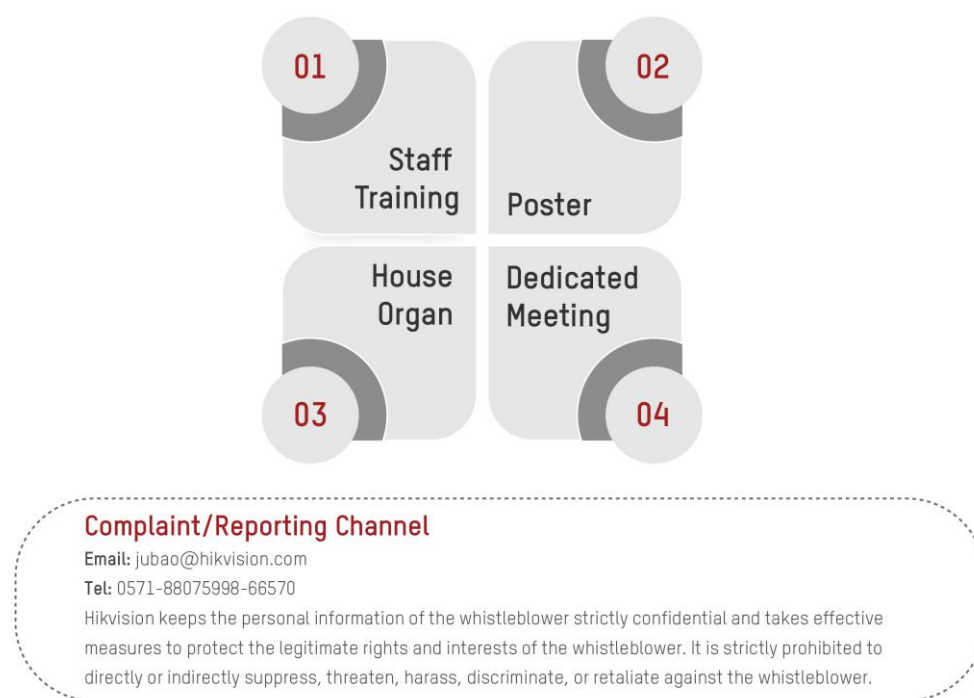 01
02
Staff
Training
Poster
House
Organ
Dedicated
Meeting
03
04
Complaint/Reporting Channel
Email: jubao@hikvision.com
Tel: 0571-88075998-66570
Hikvision keeps the personal information of the whistleblower strictly confidential and takes effective
measures to protect the legitimate rights and interests of the whistleblower. It is strictly prohibited to
directly or indirectly suppress, threaten, harass, discriminate, or retaliate against the whistleblower.